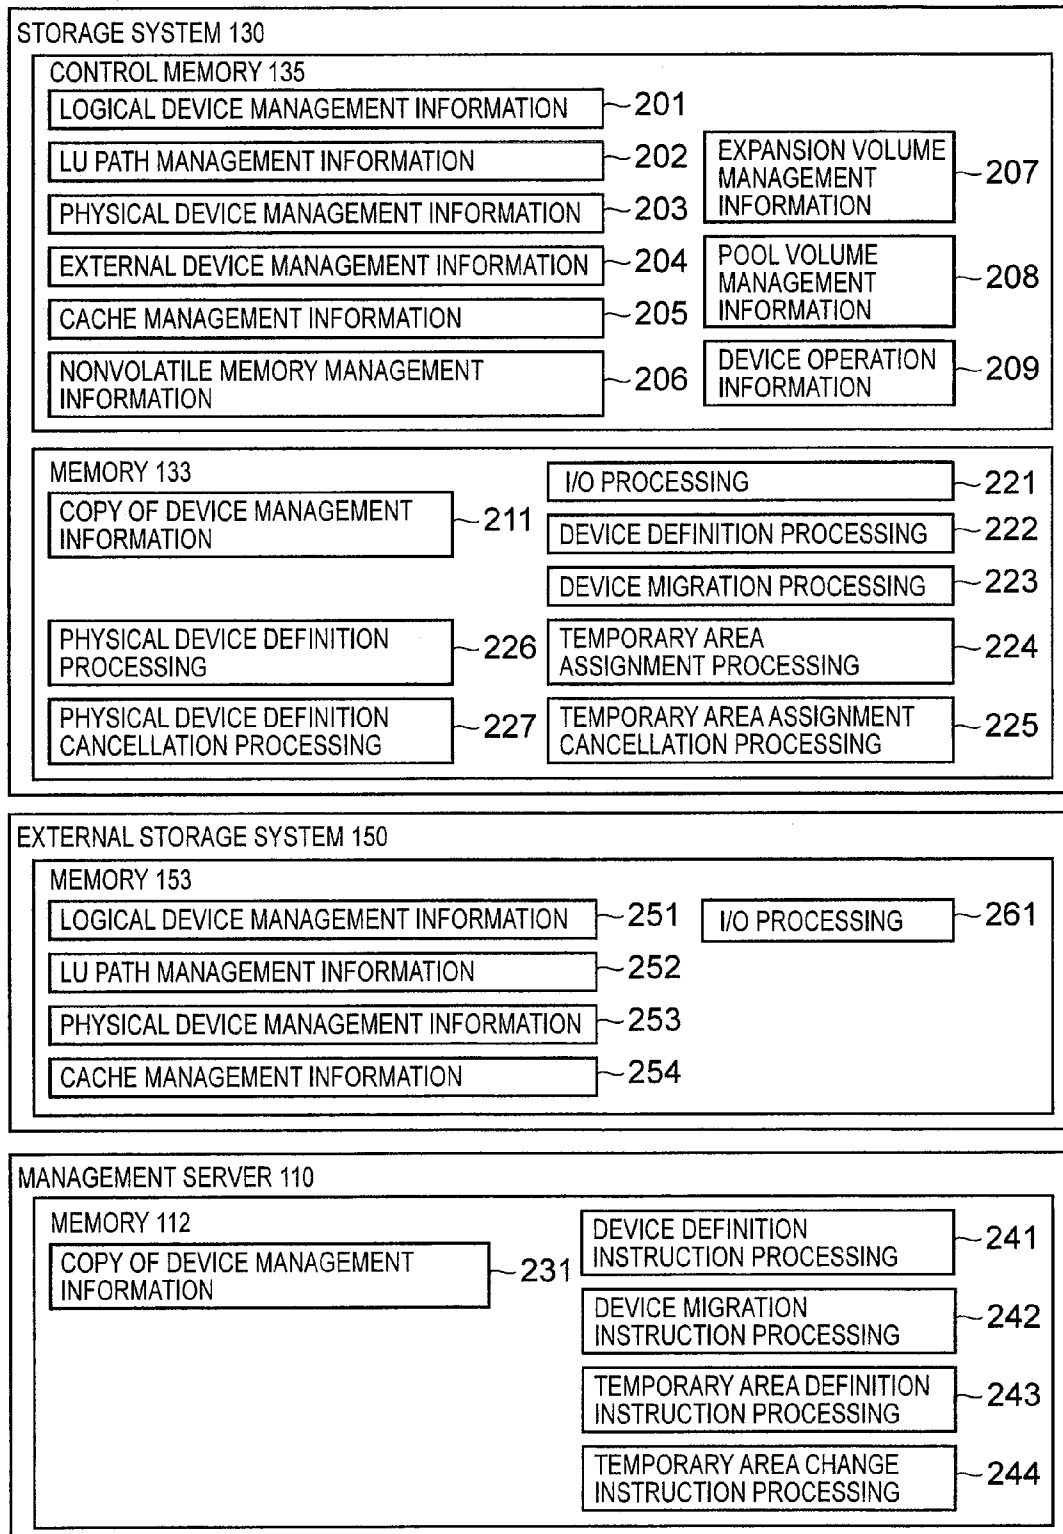 STORAGE SYSTEM 130
CONTROL MEMORY 135
LOGICAL DEVICE MANAGEMENT INFORMATION
201
LU PATH MANAGEMENT INFORMATION
202
PHYSICAL DEVICE MANAGEMENT INFORMATION
203
EXTERNAL DEVICE MANAGEMENT INFORMATION
204
CACHE MANAGEMENT INFORMATION
205
NONVOLATILE MEMORY MANAGEMENT
INFORMATION
206
EXPANSION VOLUME
MANAGEMENT
INFORMATION
207
POOL VOLUME
MANAGEMENT
INFORMATION
208
DEVICE OPERATION
INFORMATION
209
MEMORY 133
COPY OF DEVICE MANAGEMENT
INFORMATION
211
I/O PROCESSING
221
DEVICE DEFINITION PROCESSING
222
DEVICE MIGRATION PROCESSING
223
PHYSICAL DEVICE DEFINITION
PROCESSING
226
TEMPORARY AREA
ASSIGNMENT PROCESSING
224
PHYSICAL DEVICE DEFINITION
CANCELLATION PROCESSING
227
TEMPORARY AREA ASSIGNMENT
CANCELLATION PROCESSING
225
EXTERNAL STORAGE SYSTEM 150
MEMORY 153
LOGICAL DEVICE MANAGEMENT INFORMATION
251
I/O PROCESSING
261
LU PATH MANAGEMENT INFORMATION
252
PHYSICAL DEVICE MANAGEMENT INFORMATION
253
CACHE MANAGEMENT INFORMATION
254
MANAGEMENT SERVER 110
MEMORY 112
COPY OF DEVICE MANAGEMENT
INFORMATION
231
DEVICE DEFINITION
INSTRUCTION PROCESSING
241
DEVICE MIGRATION
INSTRUCTION PROCESSING
242
TEMPORARY AREA DEFINITION
INSTRUCTION PROCESSING
243
TEMPORARY AREA CHANGE
INSTRUCTION PROCESSING
244